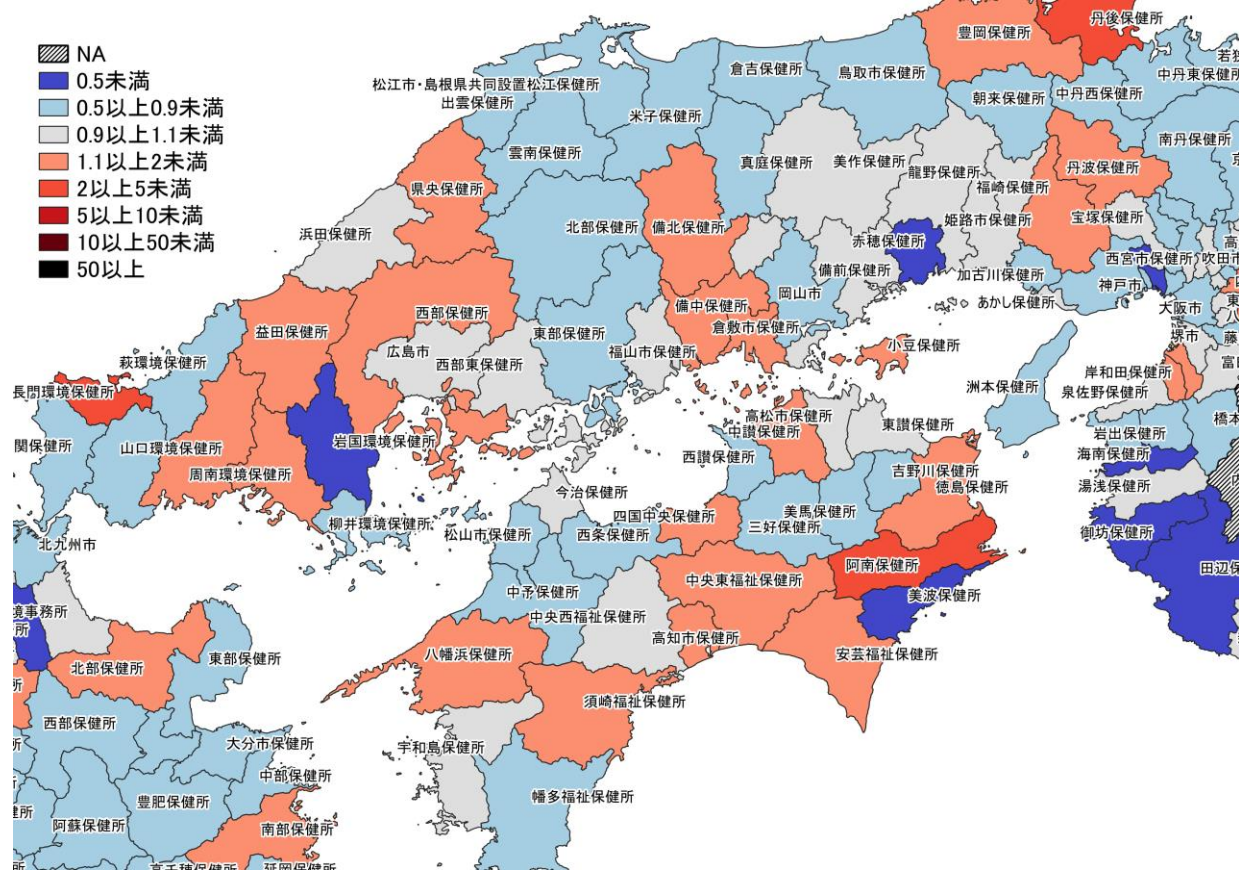 NA
0.5未満
0.5以上0.9未満
0.9以上1.1未満
1.1以上2未満
2以上5未満
5以上10未満
10以上50未満
50以上
丹後保健所
豊岡保健所
若狭
中丹東保健所
倉吉保健所
鳥取市保健所
松江市・島根県共同設置松江保健所
出雲保健所
朝来保健所
中丹西保健所
米子保健所
南丹保健所
雲南保健所
真庭保健所
美作保健所
龍野保健所
丹波保健所
県央保健所
福崎保健所
浜田保健所
北部保健所
備北保健所
姫路市保健所
宝塚保健所
赤穂保健所
西宮市保健所
吹田市
備前保健所
加古川保健所
神戸市
岡山市
あかし保健所
大阪市
西部保健所
備中保健所
倉敷市保健所
益田保健所
東部保健所
堺市
藤
広島市
西部東保健所
福山市保健所
小豆保健所
萩環境保健所
岸和田保健所
長門環境保健所
洲本保健所
泉佐野保健所
高松市保健所
中讃保健所
東讃保健所
橋本
関保健所
山口環境保健所
岩国環境保健所
西讃保健所
岩出保健所
海南保健所
周南環境保健所
吉野川保健所
徳島保健所
湯浅保健所
今治保健所
四国中央保健所
美馬保健所
三好保健所
柳井環境保健所
松山市保健所
西条保健所
御坊保健所
北九州市
阿南保健所
田辺保
中央東福祉保健所
中予保健所
美波保健所
境事務所
所
中央西福祉保健所
高知市保健所
北部保健所
東部保健所
八幡浜保健所
安芸福祉保健所
須崎福祉保健所
西部保健所
大分市保健所
宇和島保健所
中部保健所
幡多福祉保健所
豊肥保健所
阿蘇保健所
南部保健所
高千穂保健所
延岡保健所